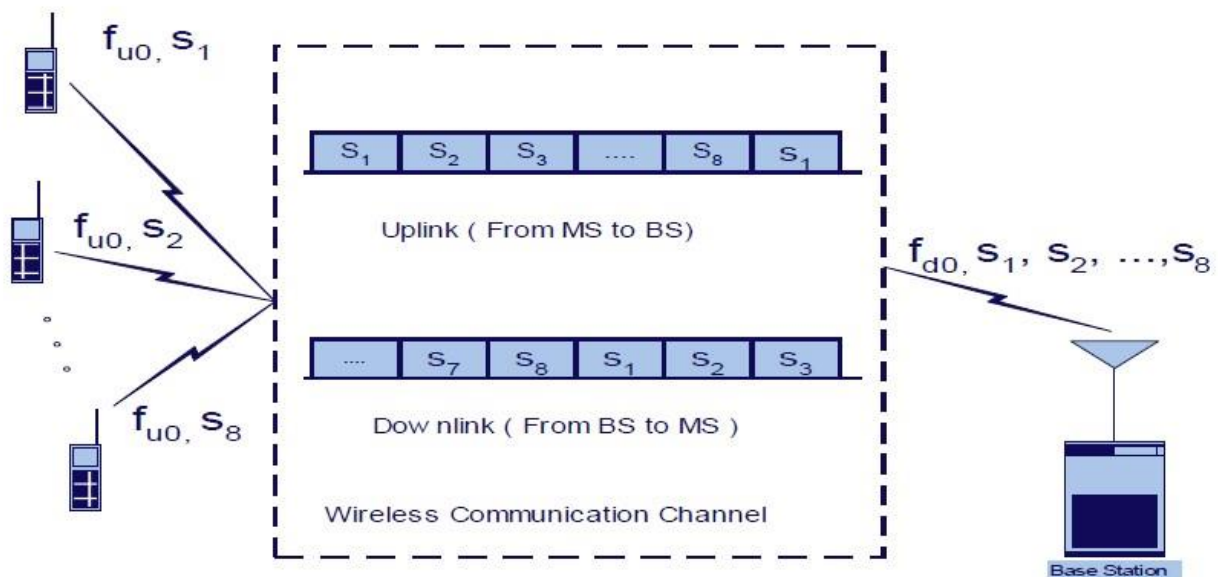 f_u0, s_1
S_1 S_2 S_3 .... S_8 S_1
Uplink ( From MS to BS)
f_u0, s_2
f_d0, s_1, s_2, ...,s_8
.... S_7 S_8 S_1 S_2 S_3
f_u0, s_8
Dow nlink ( From BS to MS )
Wireless Communication Channel
Base Station